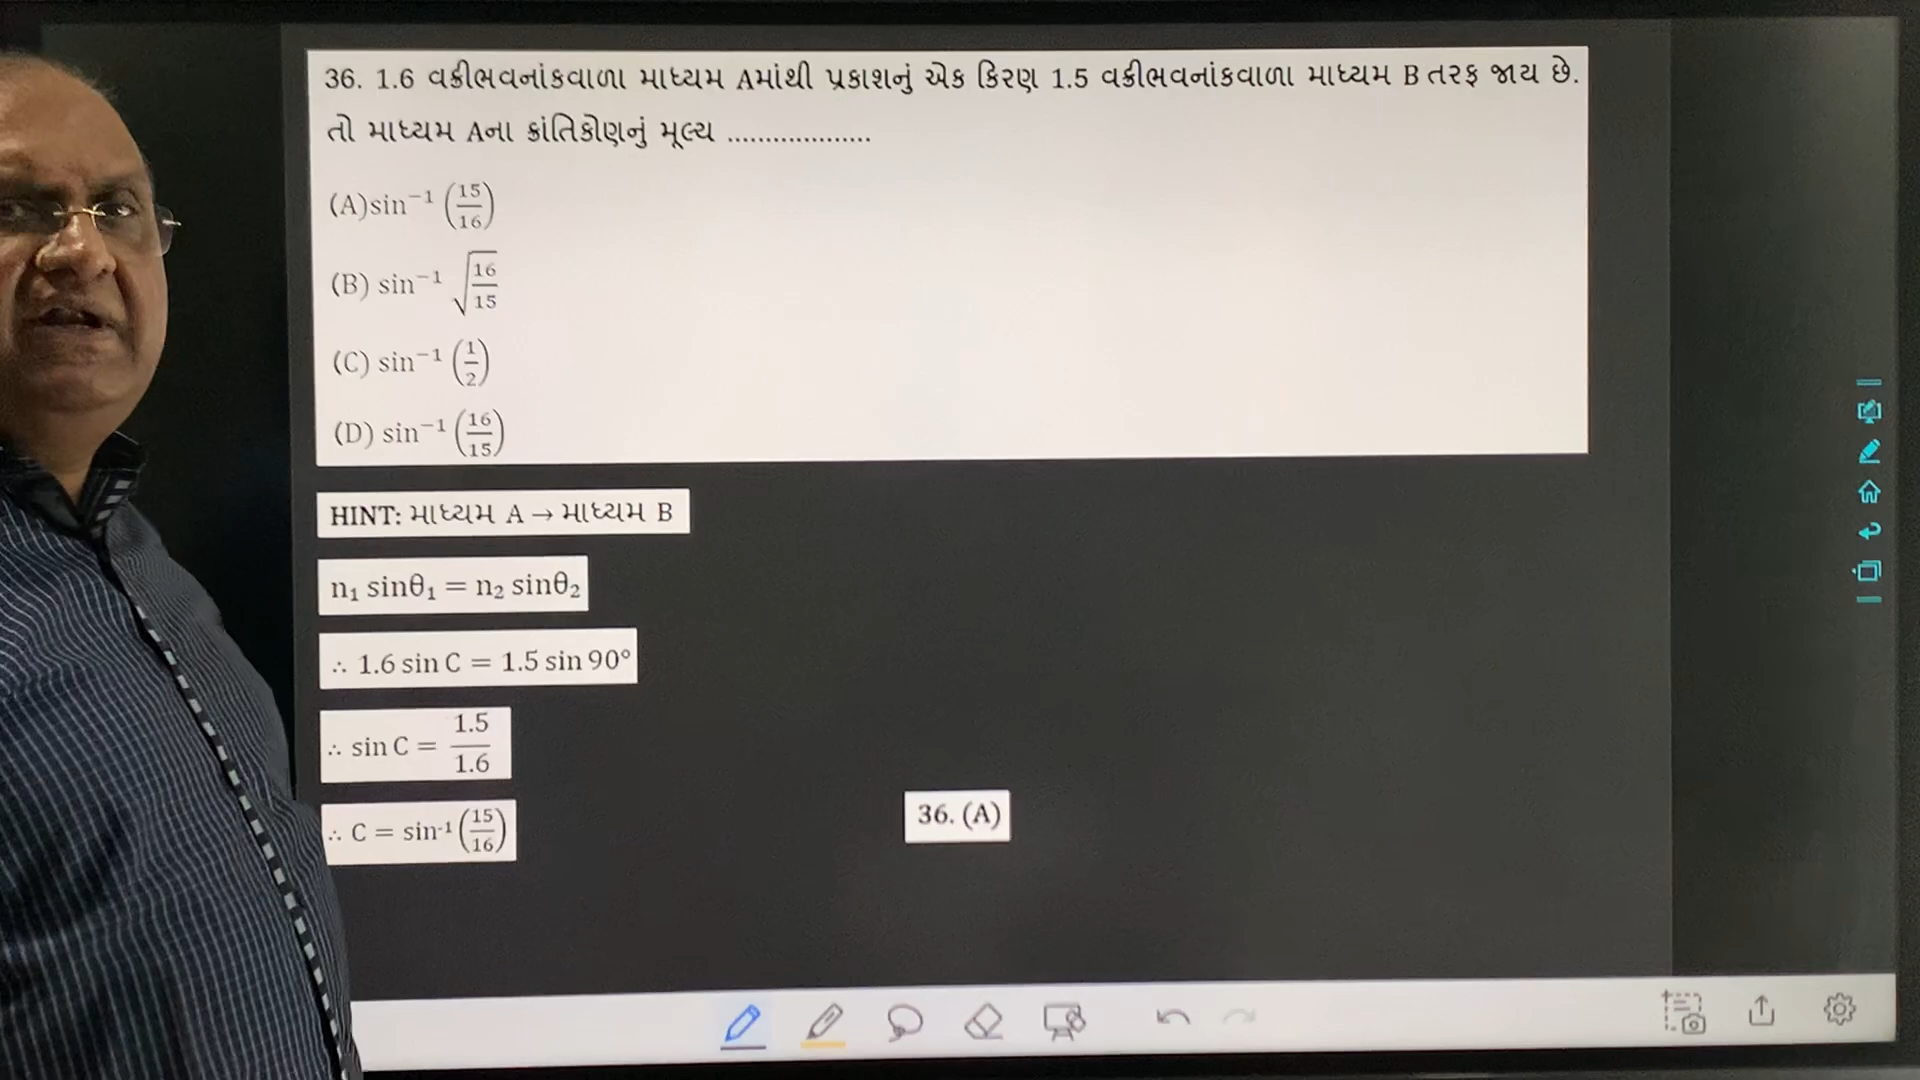 36. 1.6 વક્રીભવનાંકવાળા માધ્યમ Aમાંથી પ્રકાશનું એક કિરણ 1.5 વક્રીભવનાંકવાળા માધ્યમ B તરફ જાય છે.
તો માધ્યમ Aના ક્રાંતિકોણનું મૂલ્ય ...................
(A)sin⁻¹ (15/16)
(B) sin⁻¹ √(16/15)
(C) sin⁻¹ (1/2)
(D) sin⁻¹ (16/15)
HINT: માધ્યમ A → માધ્યમ B
n₁ sinθ₁ = n₂ sinθ₂
∴ 1.6 sin C = 1.5 sin 90°
∴ sin C = 1.5/1.6
∴ C = sin⁻¹ (15/16)
36. (A)